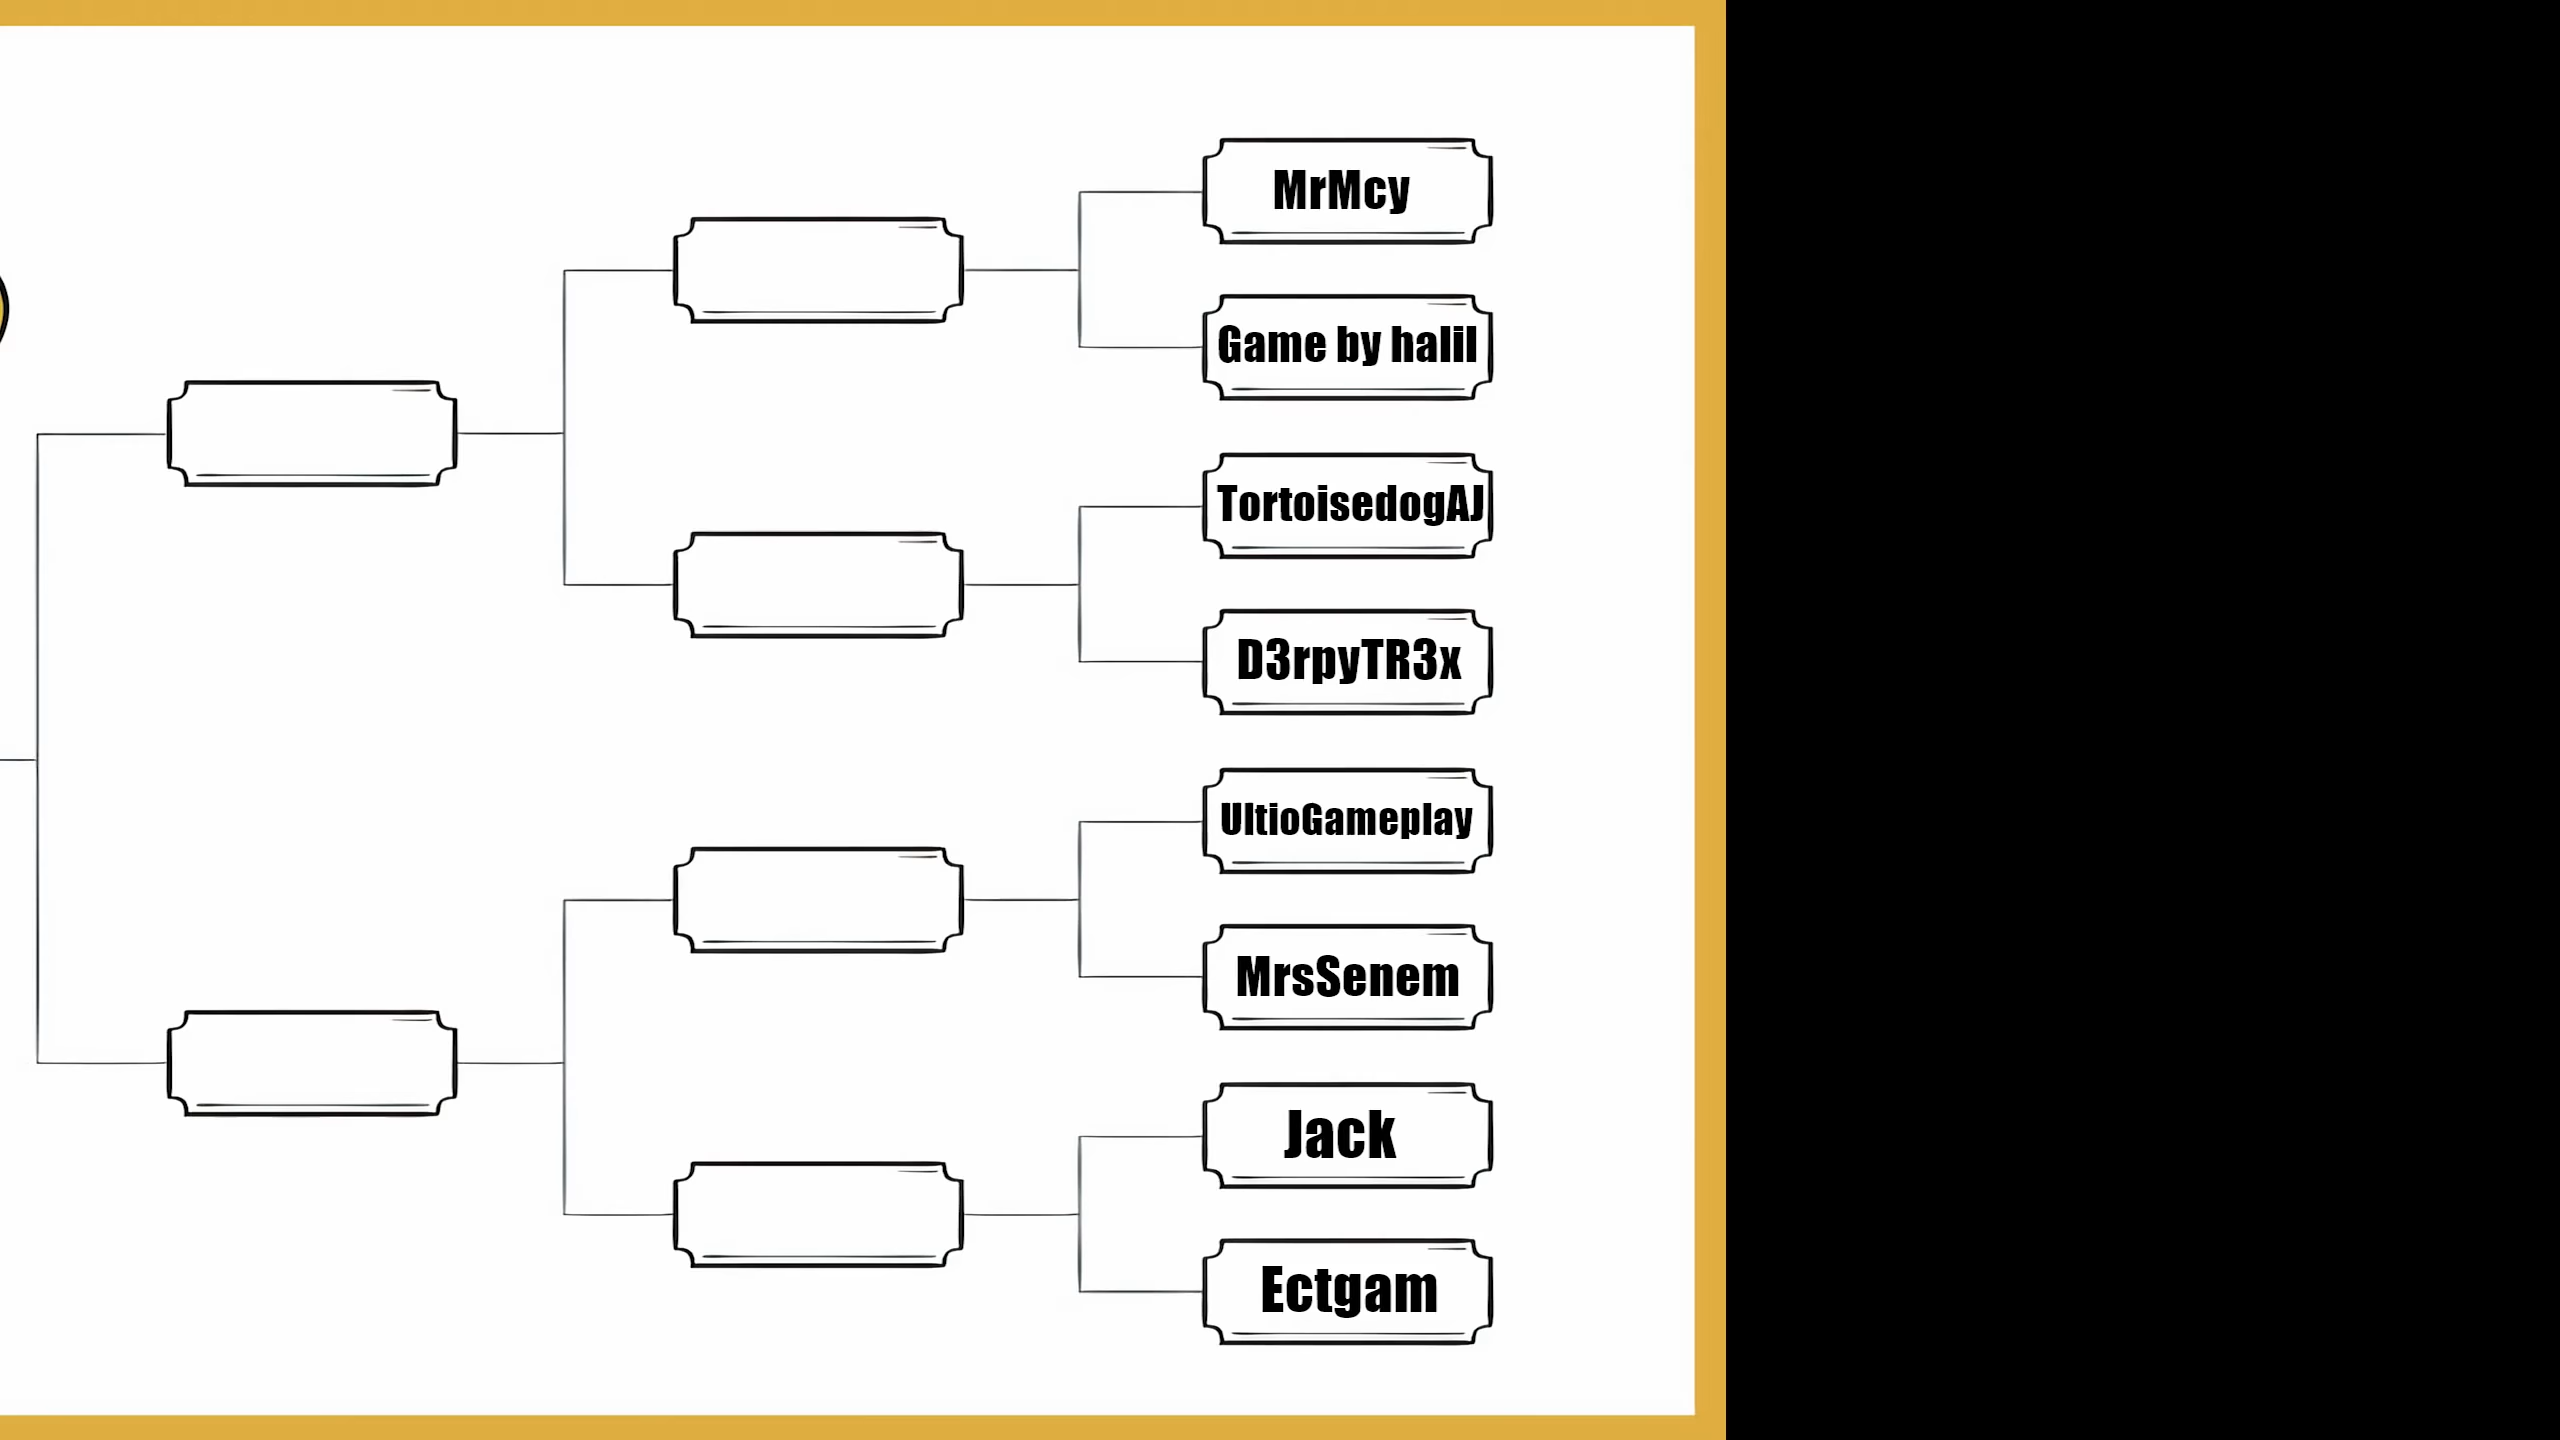 MrMcy
Game by halil
TortoisedogAJ
D3rpyTR3x
UltioGameplay
MrsSenem
Jack
Ectgam